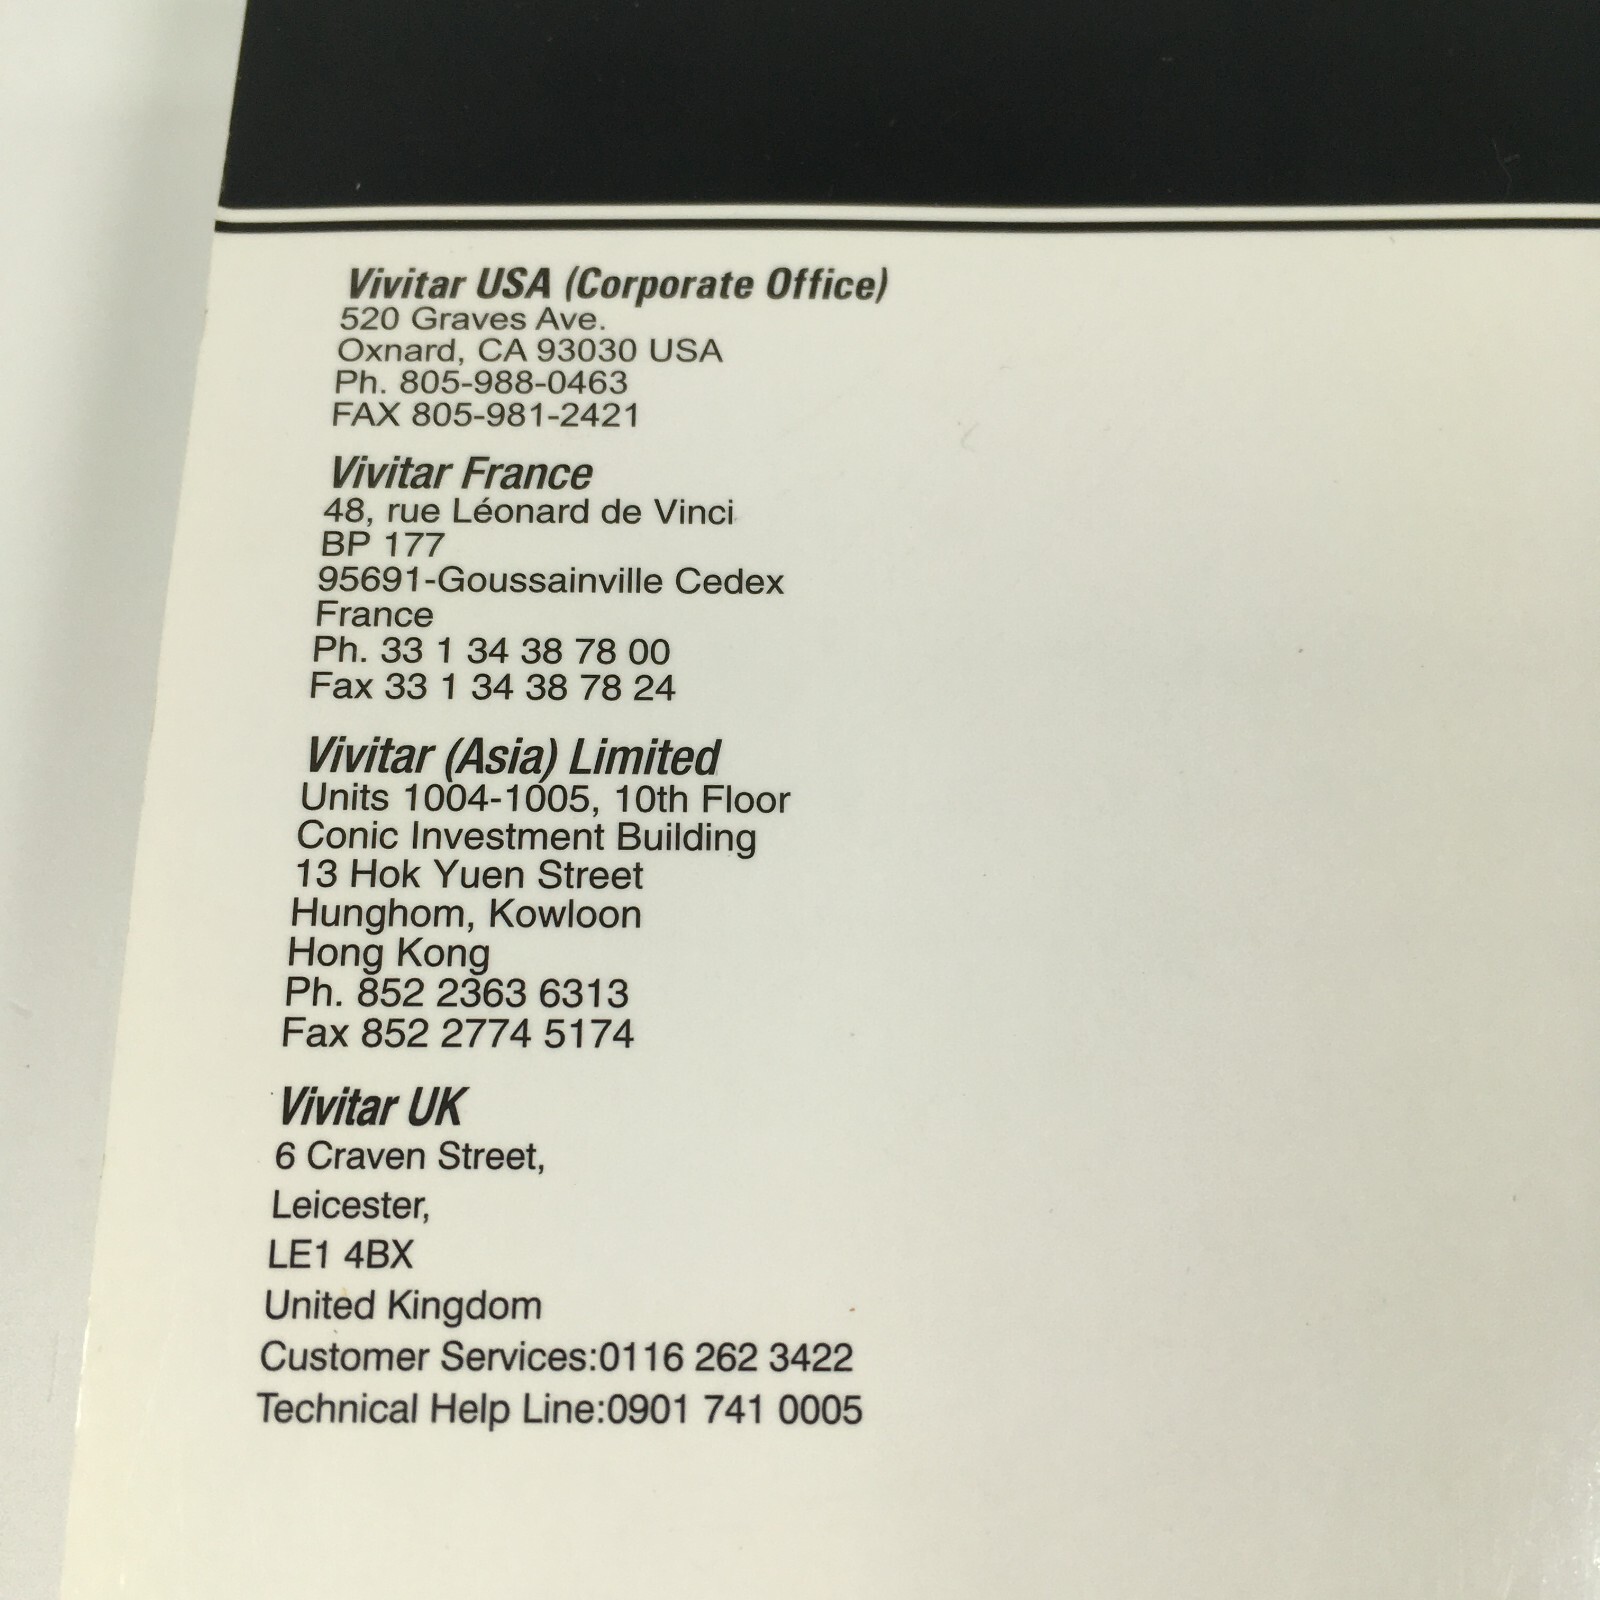 Vivitar USA (Corporate Office)
520 Graves Ave.
Oxnard, CA 93030 USA
Ph. 805-988-0463
FAX 805-981-2421
Vivitar France
48, rue Léonard de Vinci
BP 177
95691-Goussainville Cedex
France
Ph. 33 1 34 38 78 00
Fax 33 1 34 38 78 24
Vivitar (Asia) Limited
Units 1004-1005, 10th Floor
Conic Investment Building
13 Hok Yuen Street
Hunghom, Kowloon
Hong Kong
Ph. 852 2363 6313
Fax 852 2774 5174
Vivitar UK
6 Craven Street,
Leicester,
LE1 4BX
United Kingdom
Customer Services:0116 262 3422
Technical Help Line:0901 741 0005